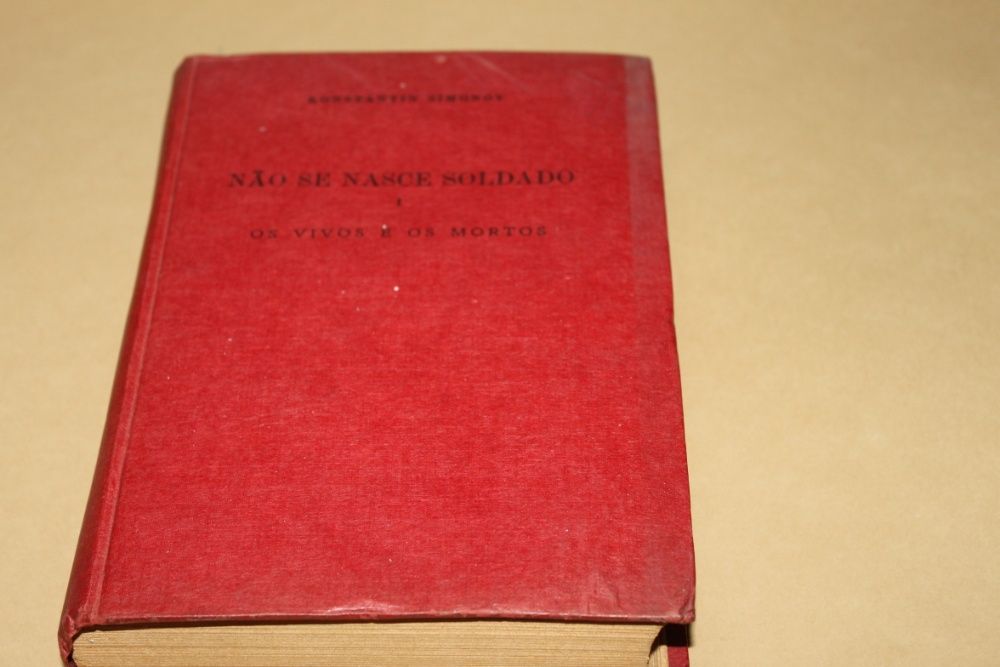 KONSTANTIN SIMONOV
NÃO SE NASCE SOLDADO
I
OS VIVOS E OS MORTOS